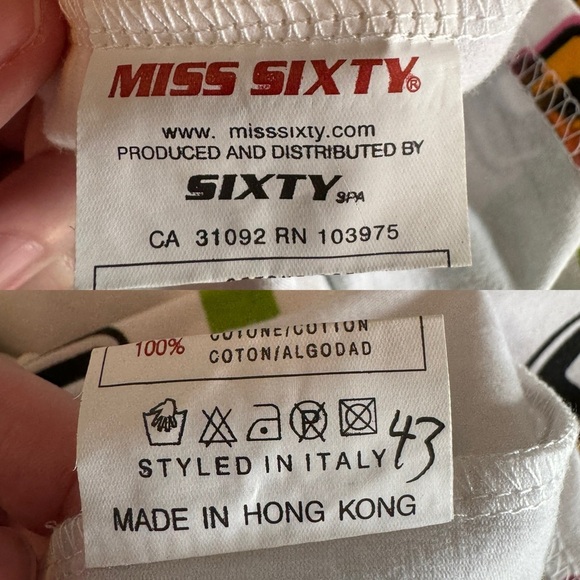 MISS SIXTY®
www. misssixty.com
PRODUCED AND DISTRIBUTED BY
SIXTY SPA
CA 31092 RN 103975
100% COTONE/COTTON
COTON/ALGODAD
43
STYLED IN ITALY
MADE IN HONG KONG